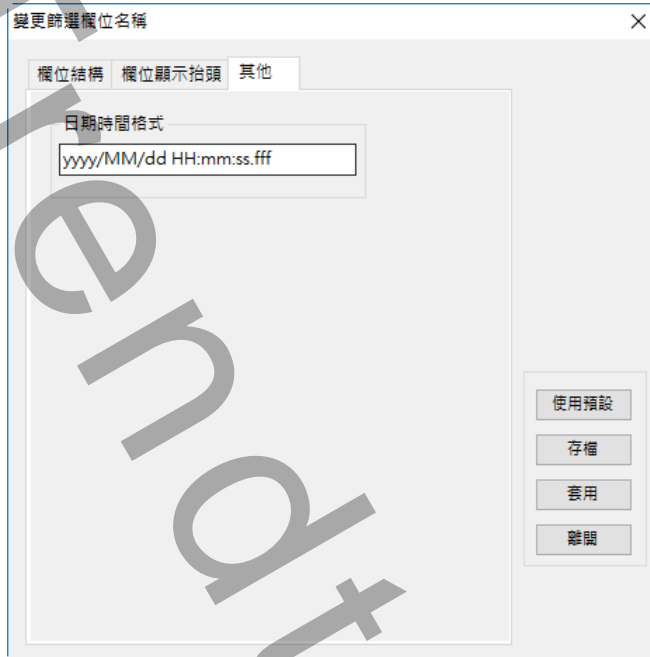 變更篩選欄位名稱
欄位結構 欄位顯示抬頭 其他
日期時間格式
yyyy/MM/dd HH:mm:ss.fff
使用預設
存檔
套用
離開
rendt